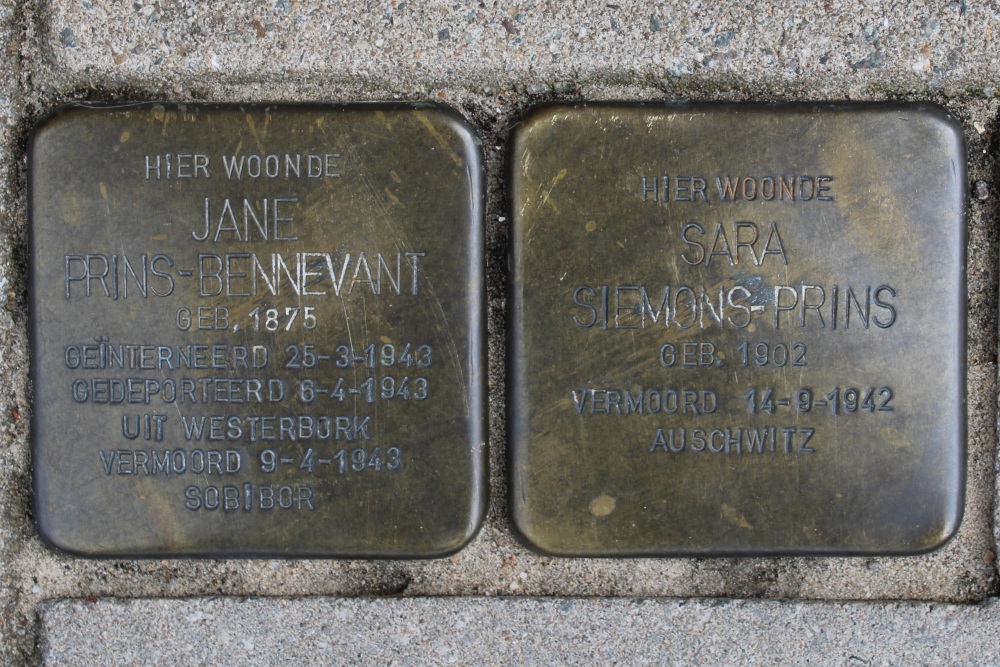 HIER WOONDE
JANE
PRINS-BENNEVANT
GEB. 1875
GEÏNTERNEERD 25-3-1943
GEDEPORTEERD 6-4-1943
UIT WESTERBORK
VERMOORD 9-4-1943
SOBIBOR
HIER WOONDE
SARA
SIEMONS-PRINS
GEB. 1902
VERMOORD 14-9-1942
AUSCHWITZ